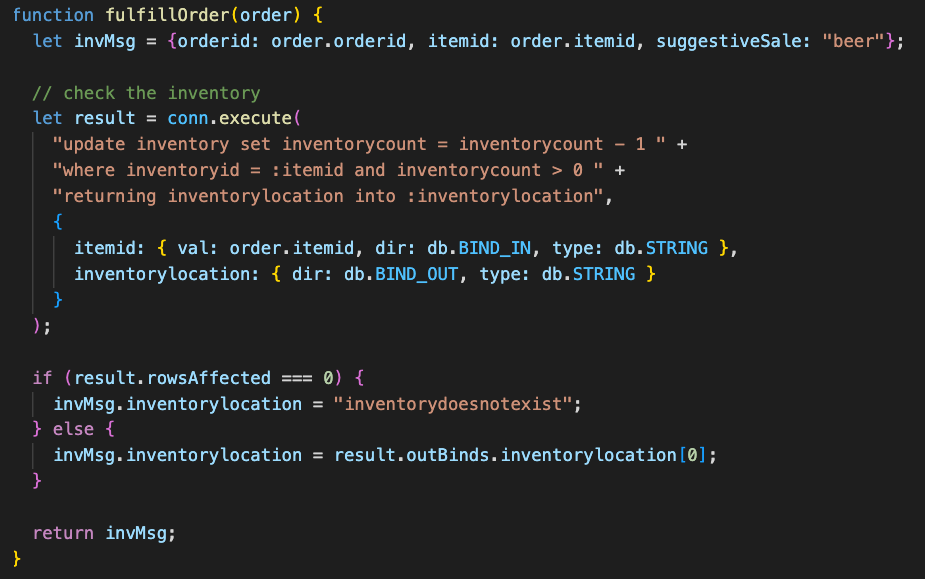 function fulfillOrder(order) {
let invMsg = {orderid: order.orderid, itemid: order.itemid, suggestiveSale: "beer"};
// check the inventory
let result = conn.execute(
"update inventory set inventorycount = inventorycount - 1 " +
"where inventoryid = :itemid and inventorycount > 0 " +
"returning inventorylocation into :inventorylocation",
{
itemid: { val: order.itemid, dir: db.BIND_IN, type: db.STRING },
inventorylocation: { dir: db.BIND_OUT, type: db.STRING }
}
);
if (result.rowsAffected === 0) {
invMsg.inventorylocation = "inventorydoesnotexist";
} else {
invMsg.inventorylocation = result.outBinds.inventorylocation[0];
}
return invMsg;
}